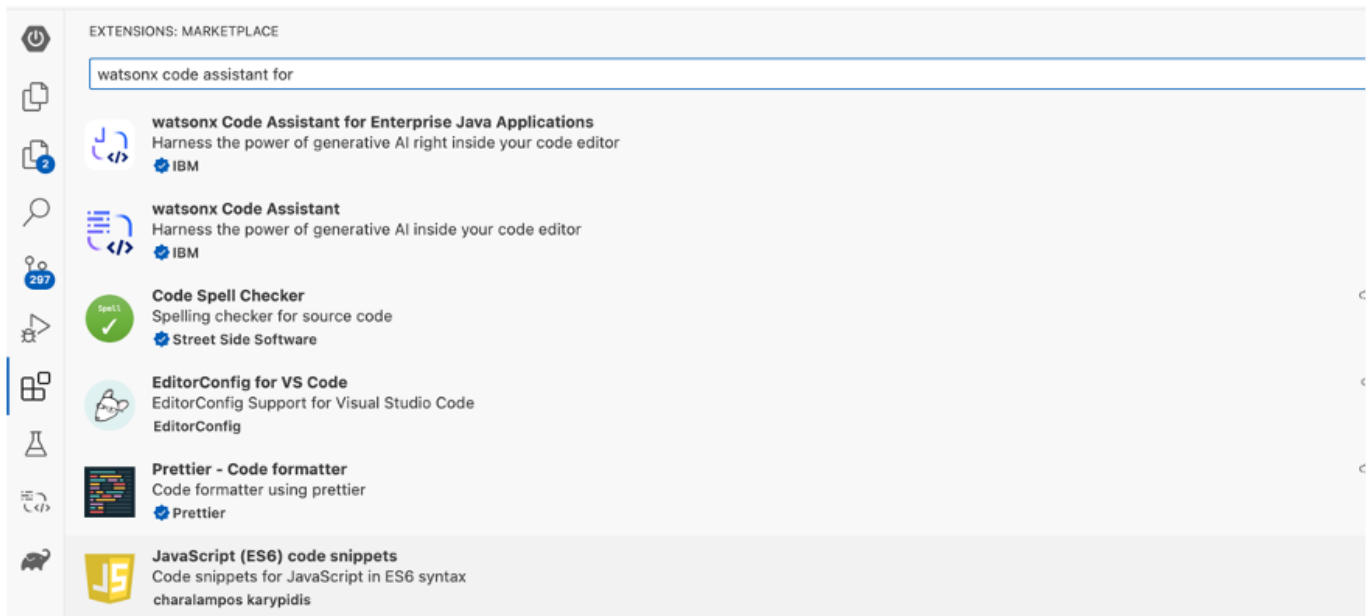 EXTENSIONS: MARKETPLACE
watsonx code assistant for
watsonx Code Assistant for Enterprise Java Applications
Harness the power of generative AI right inside your code editor
IBM
2
watsonx Code Assistant
Harness the power of generative AI inside your code editor
IBM
297
Code Spell Checker
Spell
Spelling checker for source code
Street Side Software
EditorConfig for VS Code
EditorConfig Support for Visual Studio Code
EditorConfig
Prettier - Code formatter
Code formatter using prettier
Prettier
JavaScript (ES6) code snippets
JS
Code snippets for JavaScript in ES6 syntax
charalampos karypidis